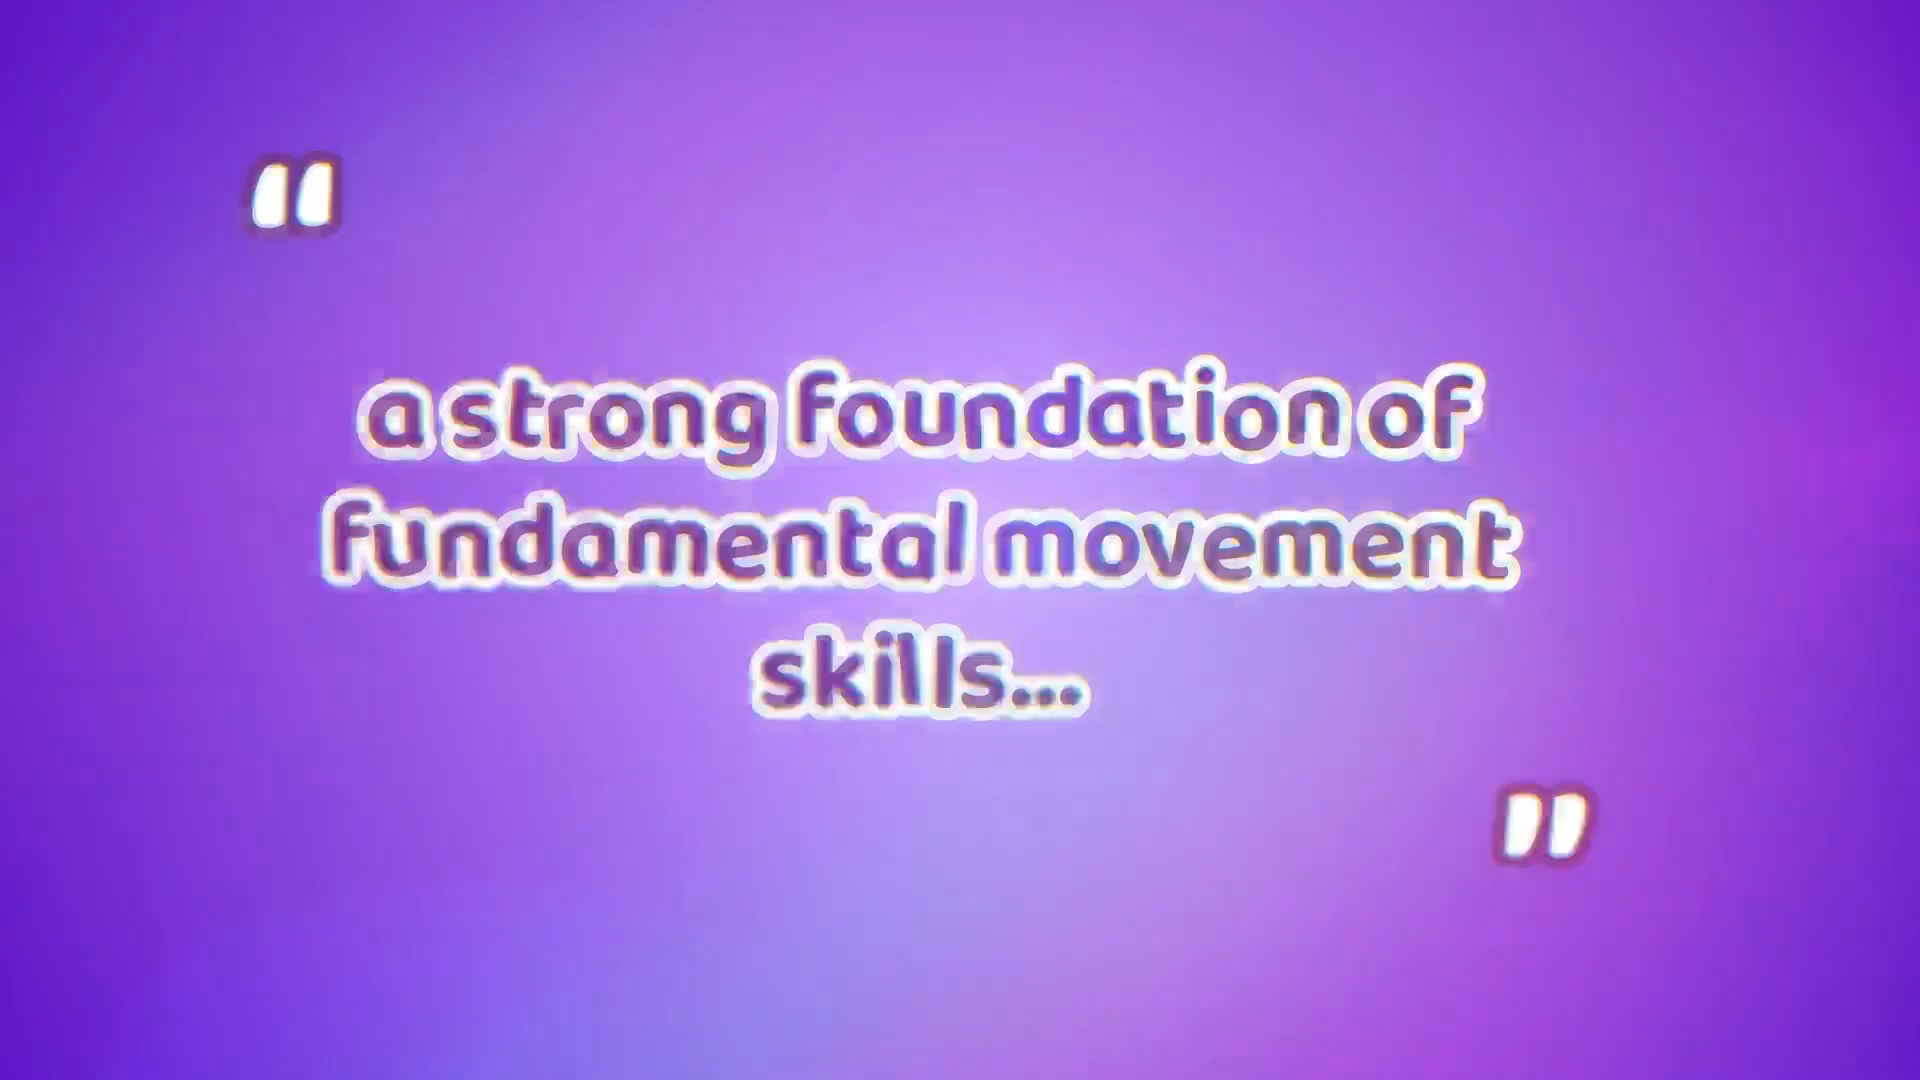 "
a strong foundation of
fundamental movement
skills...
"